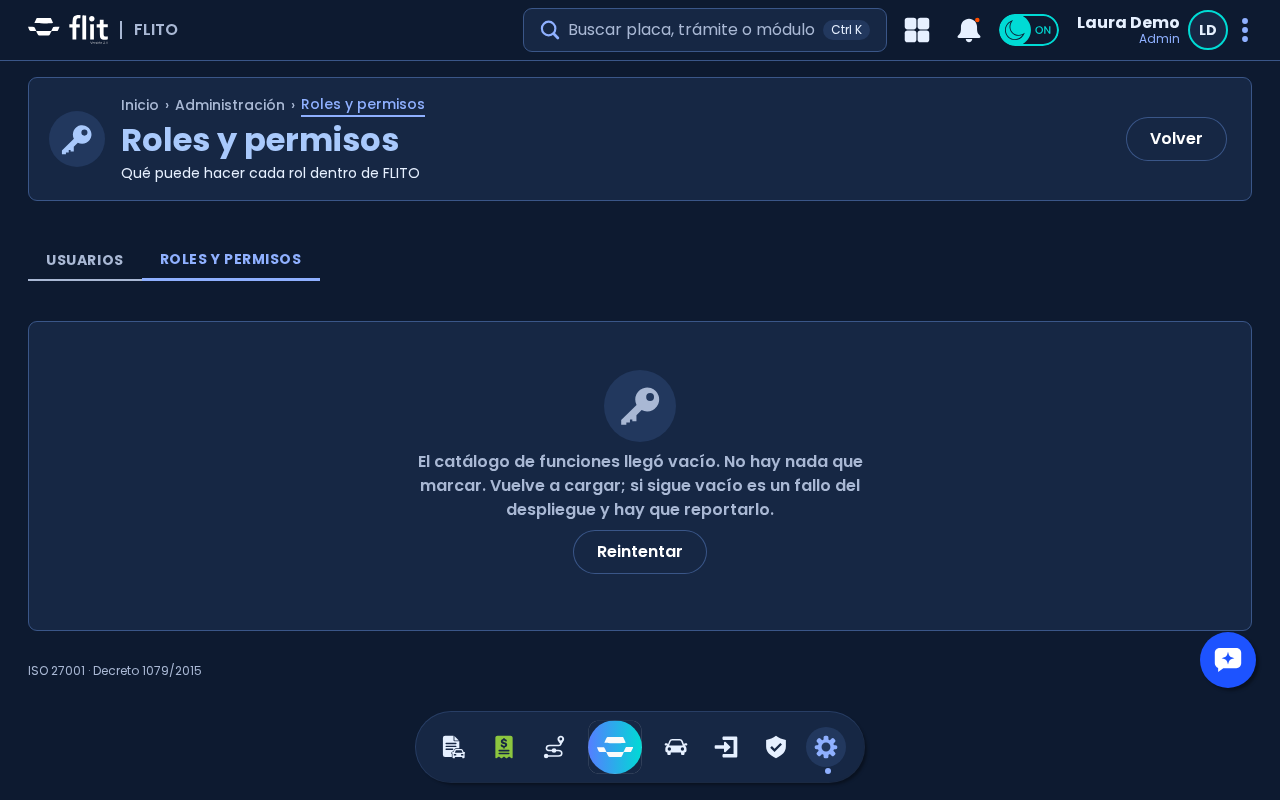 flit
FLITO
Buscar placa, trámite o módulo
Ctrl K
ON
Laura Demo
Admin
LD
Inicio › Administración › Roles y permisos
Roles y permisos
Qué puede hacer cada rol dentro de FLITO
Volver
USUARIOS
ROLES Y PERMISOS
El catálogo de funciones llegó vacío. No hay nada que
marcar. Vuelve a cargar; si sigue vacío es un fallo del
despliegue y hay que reportarlo.
Reintentar
ISO 27001 · Decreto 1079/2015